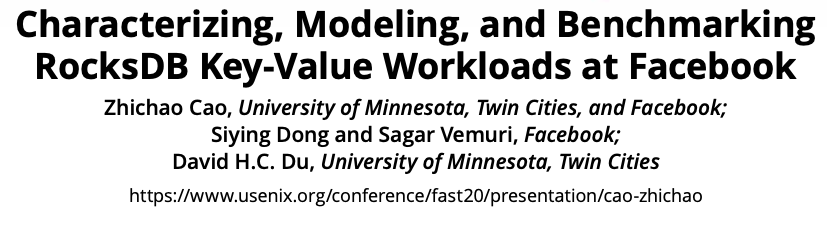 Characterizing, Modeling, and Benchmarking
RocksDB Key-Value Workloads at Facebook
Zhichao Cao, University of Minnesota, Twin Cities, and Facebook;
Siying Dong and Sagar Vemuri, Facebook;
David H.C. Du, University of Minnesota, Twin Cities
https://www.usenix.org/conference/fast20/presentation/cao-zhichao